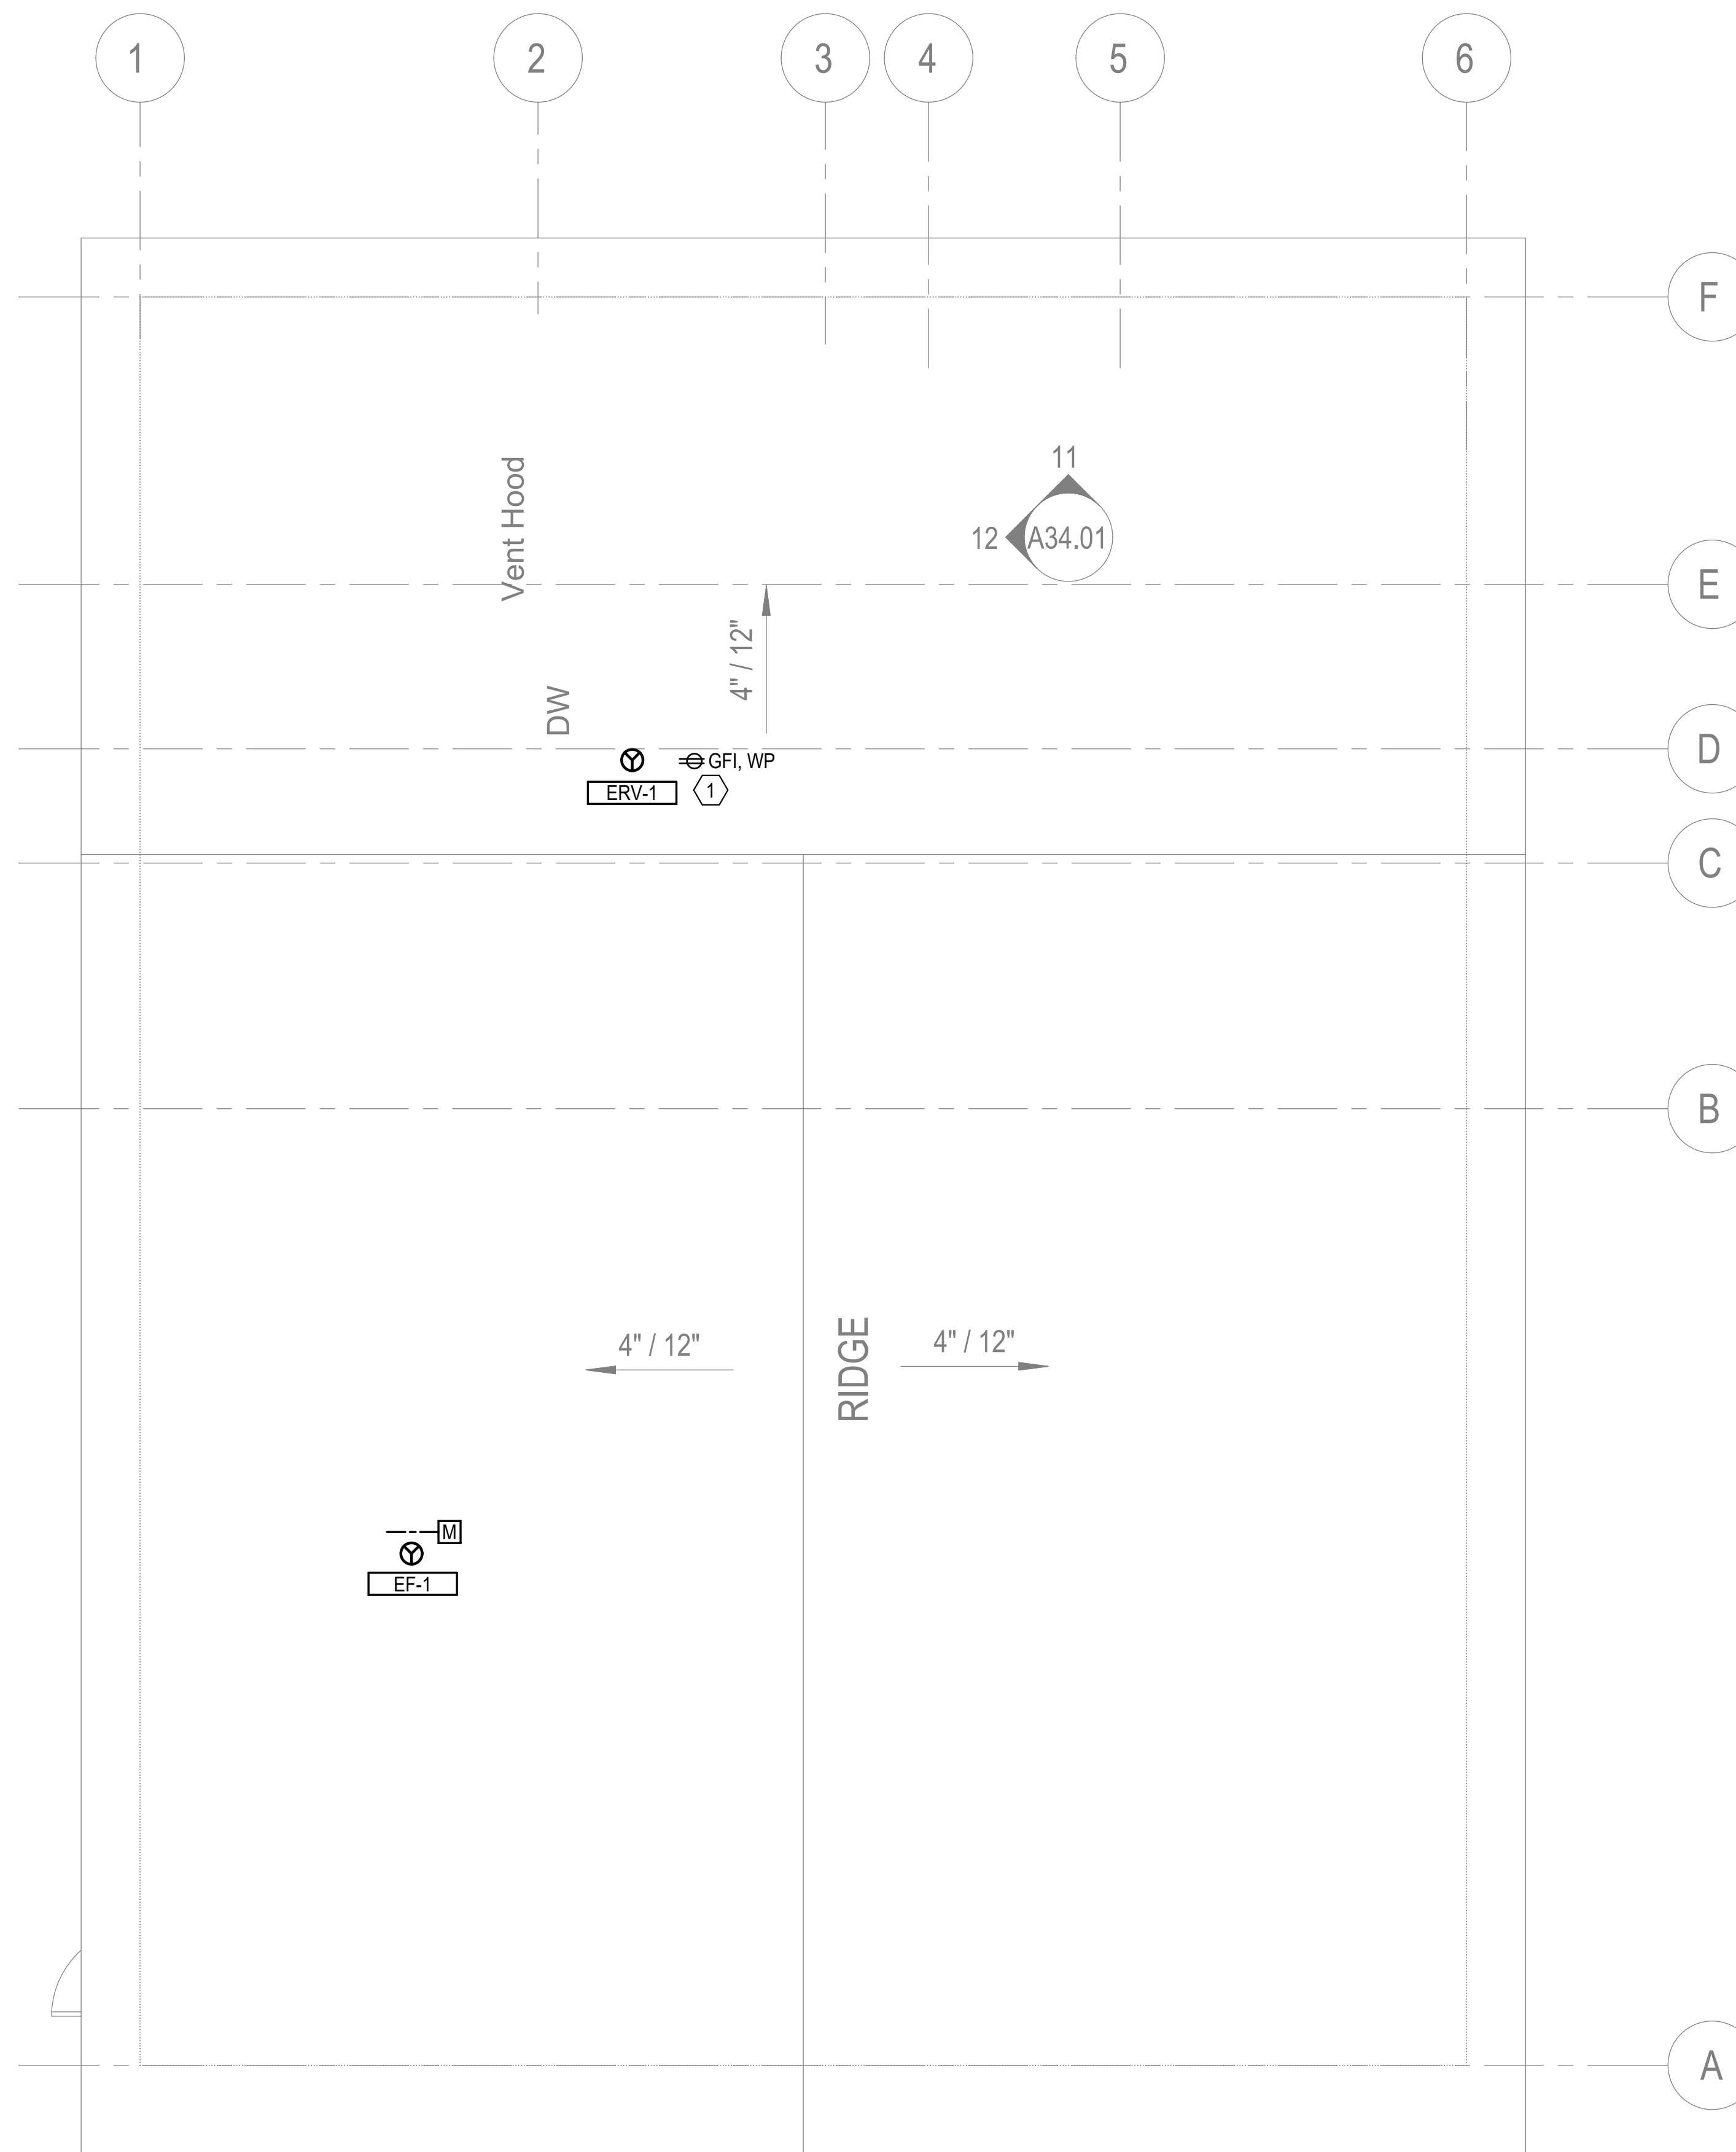 1
2
3
4
5
6
F
11
Vent Hood
12
A34.01
E
4" / 12"
DW
D
GFI, WP
ERV-1
1
C
B
RIDGE
4" / 12"
4" / 12"
M
EF-1
A